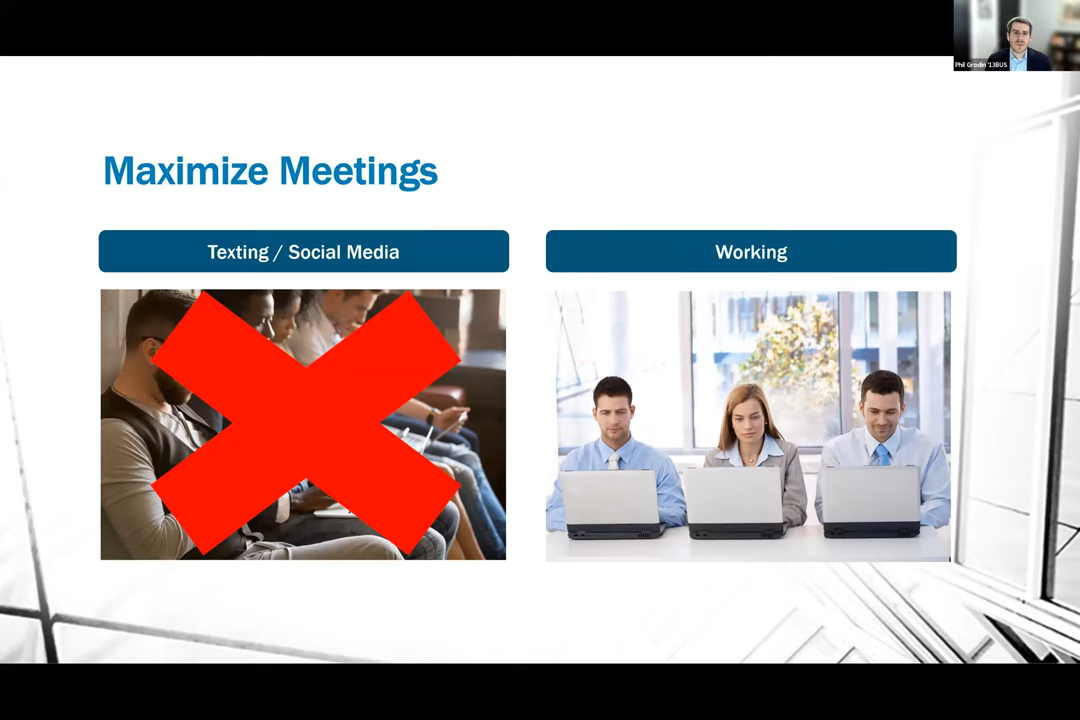 Phil Grodin '13BUS
Maximize Meetings
Texting / Social Media
Working